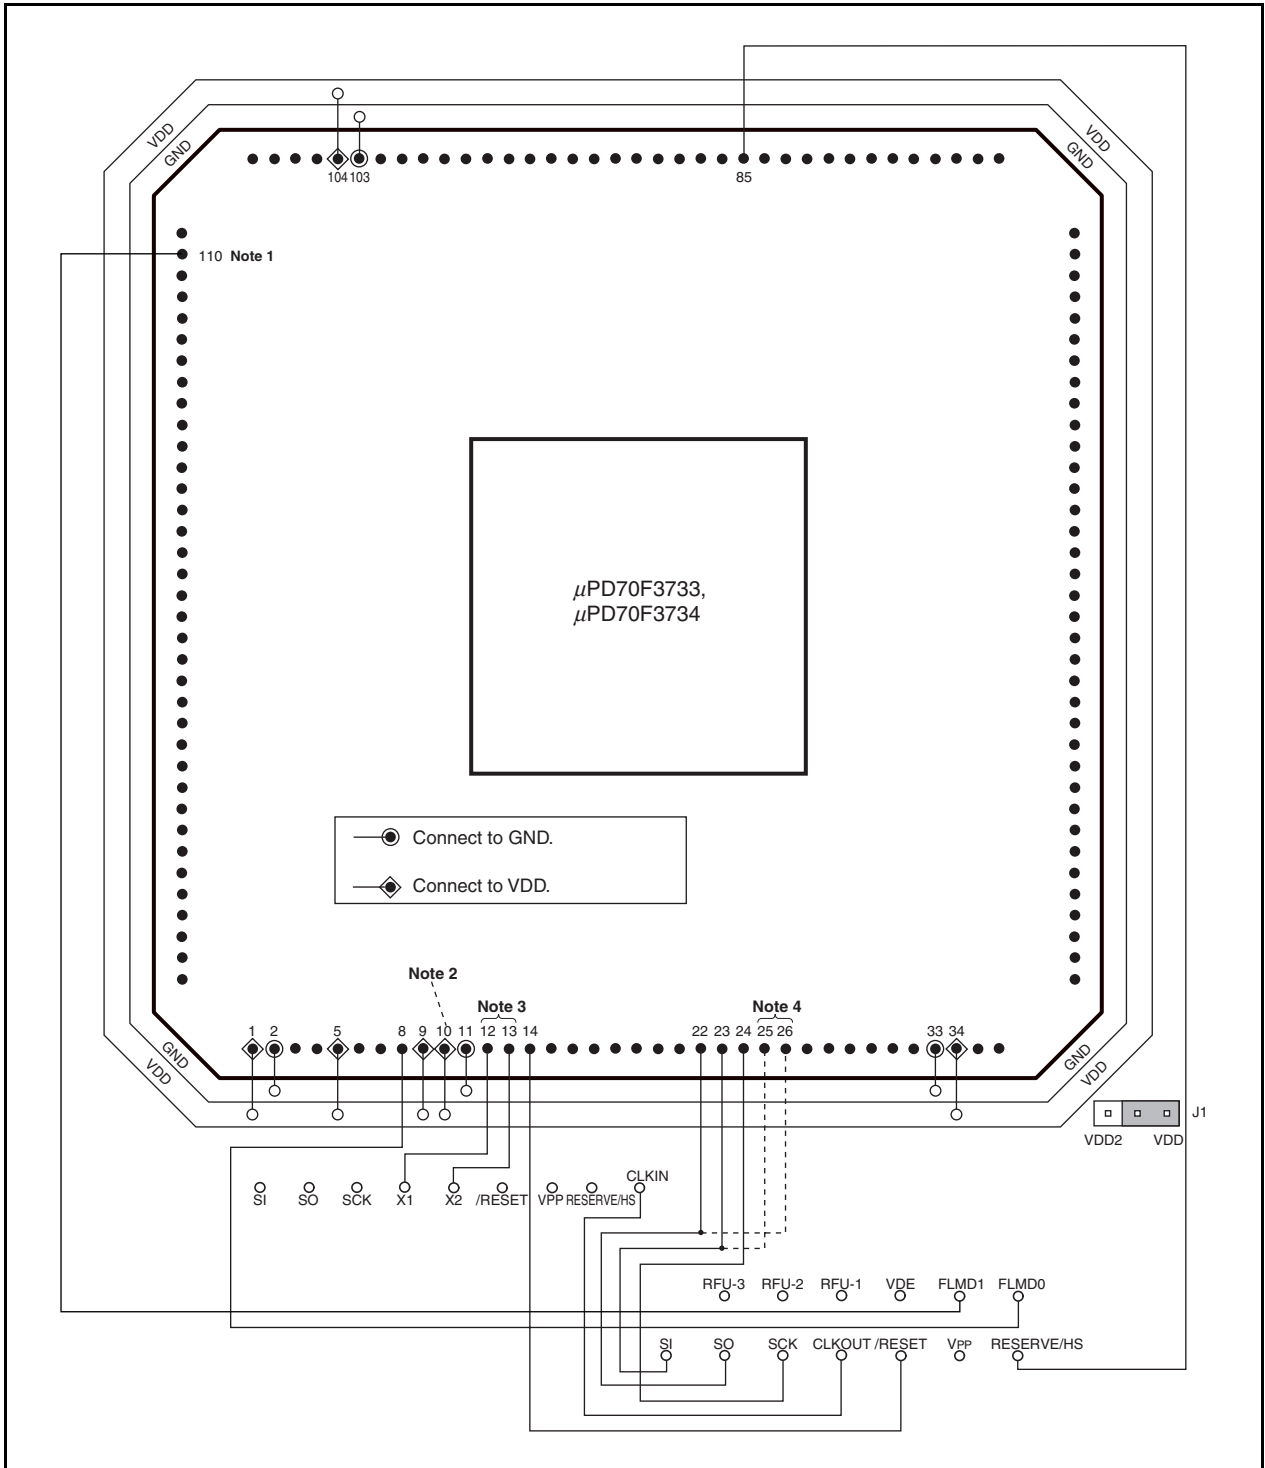 VDD
GND
VDD
GND
104 103
85
110 Note 1
μPD70F3733,
μPD70F3734
Connect to GND.
Connect to VDD.
Note 2
Note 3
Note 4
1 2 5 8 9 10 11 12 13 14 22 23 24 25 26 33 34
GND
VDD
GND
VDD
J1
VDD2 VDD
CLKIN
SI SO SCK X1 X2 /RESET VPP RESERVE/HS
RFU-3 RFU-2 RFU-1 VDE FLMD1 FLMD0
SI SO SCK CLKOUT /RESET VPP RESERVE/HS